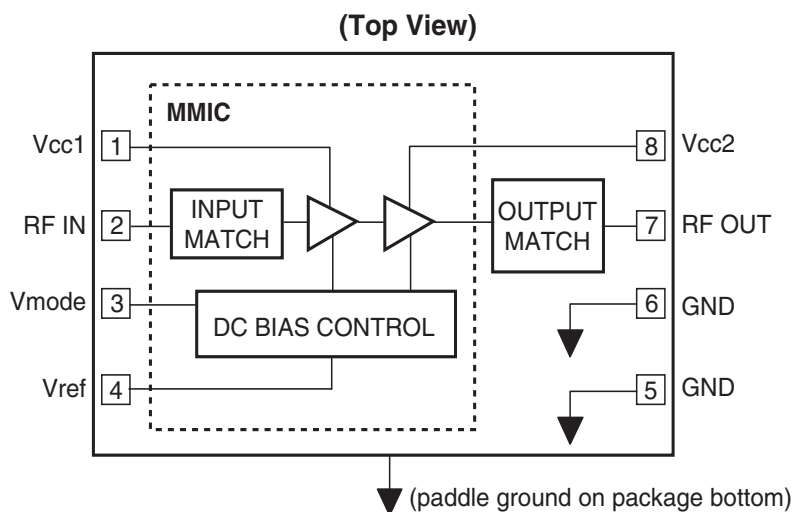 (Top View)
MMIC
Vcc1 1
8 Vcc2
RF IN 2
INPUT
MATCH
OUTPUT
MATCH
7 RF OUT
Vmode 3
DC BIAS CONTROL
6 GND
Vref 4
5 GND
(paddle ground on package bottom)